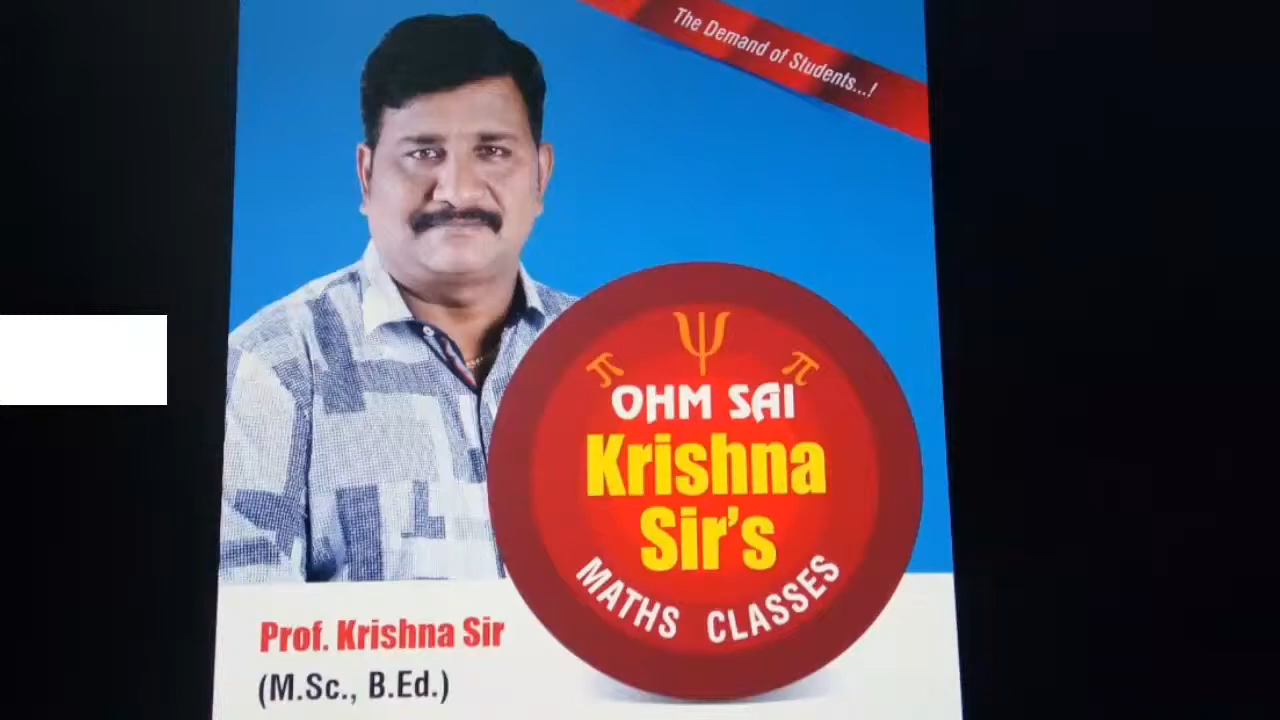 The Demand of Students...!
π ψ π
OHM SAI
Krishna
Sir's
MATHS CLASSES
Prof. Krishna Sir
(M.Sc., B.Ed.)